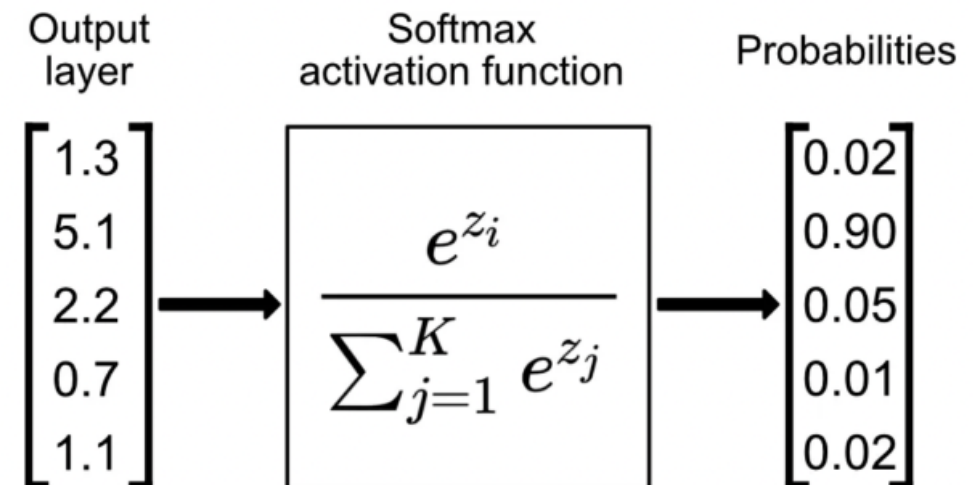 Output
layer
Softmax
activation function
Probabilities
1.3
5.1
2.2
0.7
1.1
e^{z_i}
∑_{j=1}^{K} e^{z_j}
0.02
0.90
0.05
0.01
0.02